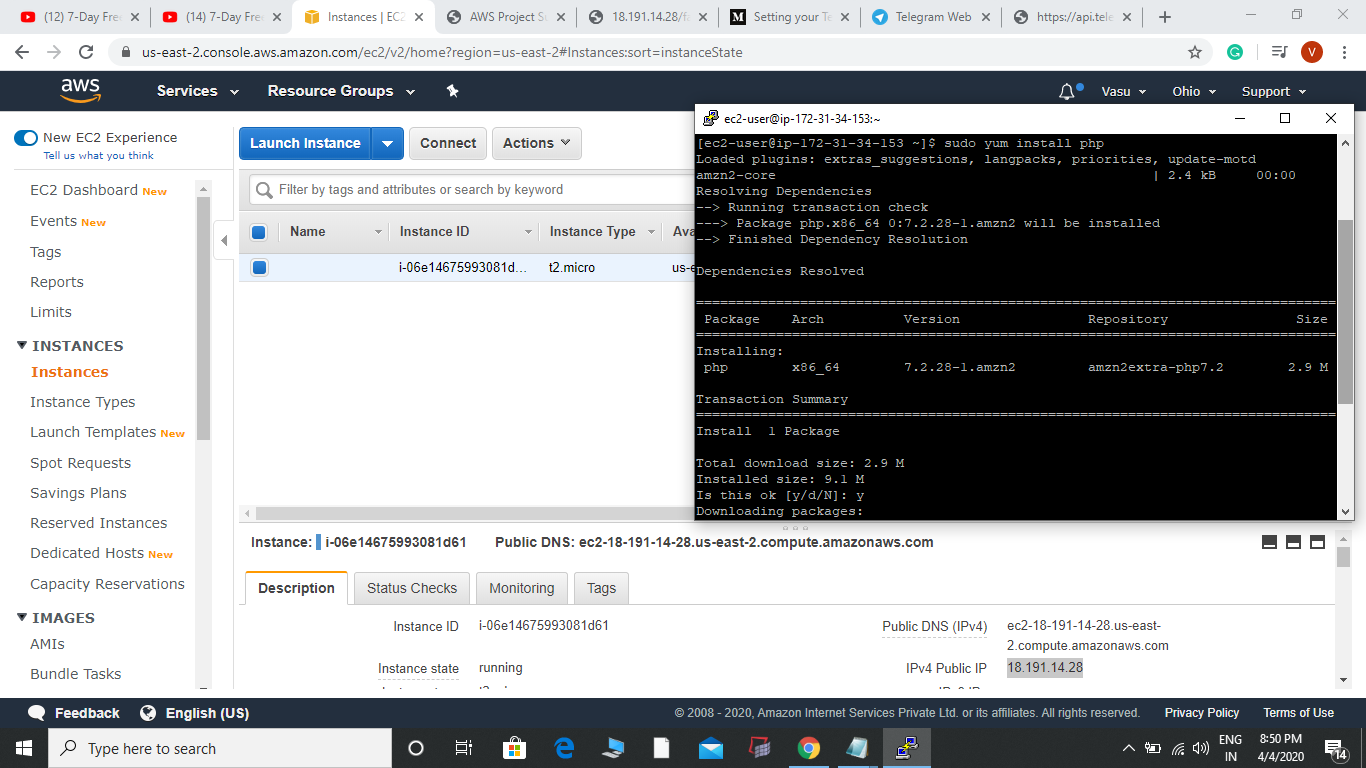 (12) 7-Day Fre
(14) 7-Day Fre
Instances | EC2
AWS Project S
18.191.14.28/fa
Setting your Te
Telegram Web
https://api.tele
us-east-2.console.aws.amazon.com/ec2/v2/home?region=us-east-2#Instances:sort=instanceState
V
aws
Services
Resource Groups
Vasu
Ohio
Support
New EC2 Experience
Tell us what you think
EC2 Dashboard New
Events New
Tags
Reports
Limits
INSTANCES
Instances
Instance Types
Launch Templates New
Spot Requests
Savings Plans
Reserved Instances
Dedicated Hosts New
Capacity Reservations
IMAGES
AMIs
Bundle Tasks
Launch Instance
Connect
Actions
Filter by tags and attributes or search by keyword
Name
Instance ID
Instance Type
Ava
i-06e14675993081d...
t2.micro
us-e
ec2-user@ip-172-31-34-153:~
[ec2-user@ip-172-31-34-153 ~]$ sudo yum install php
Loaded plugins: extras_suggestions, langpacks, priorities, update-motd
amzn2-core | 2.4 kB 00:00
Resolving Dependencies
--> Running transaction check
---> Package php.x86_64 0:7.2.28-1.amzn2 will be installed
--> Finished Dependency Resolution
Dependencies Resolved
================================================================================
Package Arch Version Repository Size
================================================================================
Installing:
php x86_64 7.2.28-1.amzn2 amzn2extra-php7.2 2.9 M
Transaction Summary
================================================================================
Install 1 Package
Total download size: 2.9 M
Installed size: 9.1 M
Is this ok [y/d/N]: y
Downloading packages:
Instance: i-06e14675993081d61 Public DNS: ec2-18-191-14-28.us-east-2.compute.amazonaws.com
Description
Status Checks
Monitoring
Tags
Instance ID i-06e14675993081d61
Public DNS (IPv4) ec2-18-191-14-28.us-east-
2.compute.amazonaws.com
Instance state running
IPv4 Public IP 18.191.14.28
Feedback
English (US)
© 2008 - 2020, Amazon Internet Services Private Ltd. or its affiliates. All rights reserved.
Privacy Policy
Terms of Use
Type here to search
ENG
IN
8:50 PM
4/4/2020
14